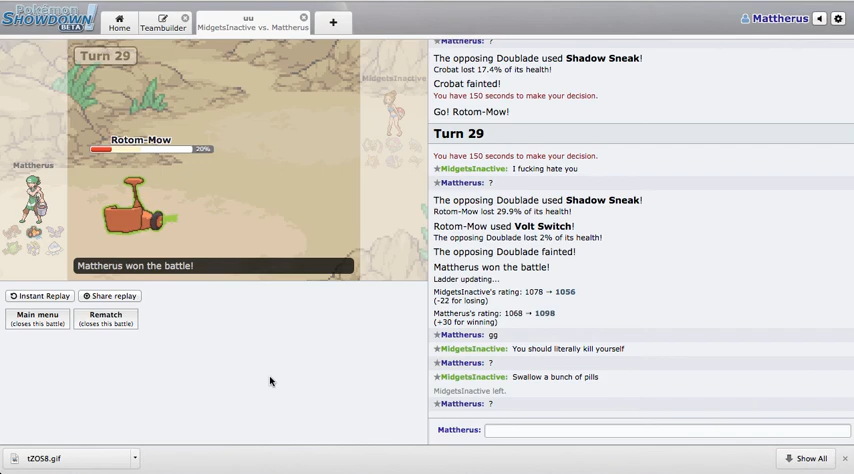 Pokémon
SHOWDOWN!
BETA
Home
Teambuilder
uu
MidgetsInactive vs. Mattherus
+
Mattherus
Turn 29
MidgetsInactive
Rotom-Mow
20%
Mattherus
Mattherus won the battle!
Instant Replay
Share replay
Main menu
(closes this battle)
Rematch
(closes this battle)
★Mattherus: ?
The opposing Doublade used Shadow Sneak!
Crobat lost 17.4% of its health!
Crobat fainted!
You have 150 seconds to make your decision.
Go! Rotom-Mow!
Turn 29
You have 150 seconds to make your decision.
★MidgetsInactive: I fucking hate you
★Mattherus: ?
The opposing Doublade used Shadow Sneak!
Rotom-Mow lost 29.9% of its health!
Rotom-Mow used Volt Switch!
The opposing Doublade lost 2% of its health!
The opposing Doublade fainted!
Mattherus won the battle!
Ladder updating...
MidgetsInactive's rating: 1078 → 1056
(-22 for losing)
Mattherus's rating: 1068 → 1098
(+30 for winning)
★Mattherus: gg
★MidgetsInactive: You should literally kill yourself
★Mattherus: ?
★MidgetsInactive: Swallow a bunch of pills
MidgetsInactive left.
★Mattherus: ?
Mattherus:
tZOS8.gif
Show All